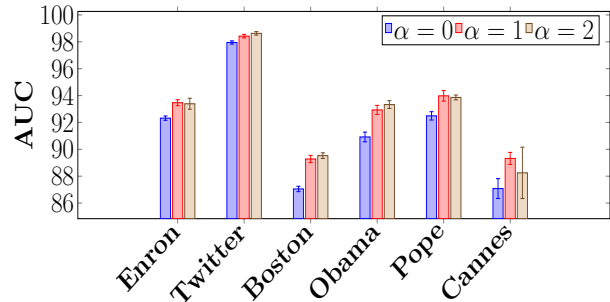 100
98
96
94
92
90
88
86
AUC
α = 0 α = 1 α = 2
Enron
Twitter
Boston
Obama
Pope
Cannes